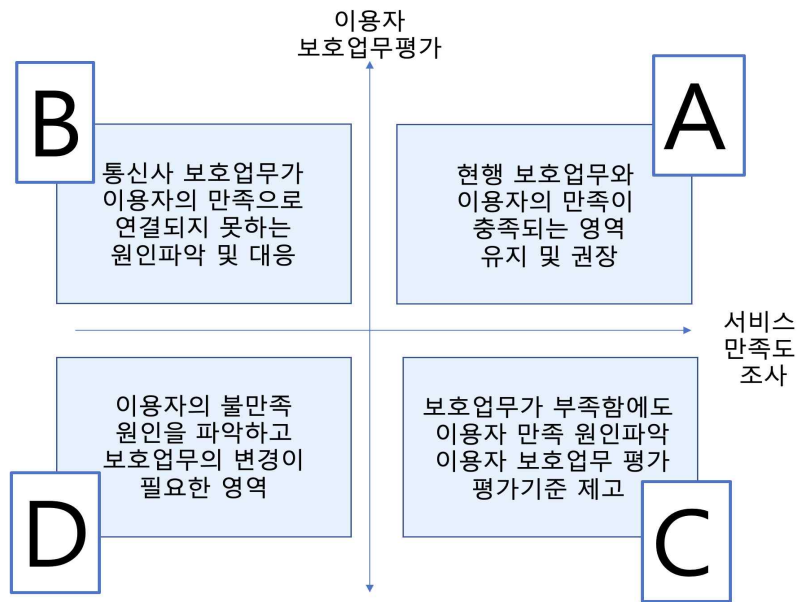 이용자
보호업무평가
B
통신사 보호업무가
이용자의 만족으로
연결되지 못하는
원인파악 및 대응
A
현행 보호업무와
이용자의 만족이
충족되는 영역
유지 및 권장
서비스
만족도
조사
이용자의 불만족
원인을 파악하고
보호업무의 변경이
필요한 영역
D
보호업무가 부족함에도
이용자 만족 원인파악
이용자 보호업무 평가
평가기준 제고
C